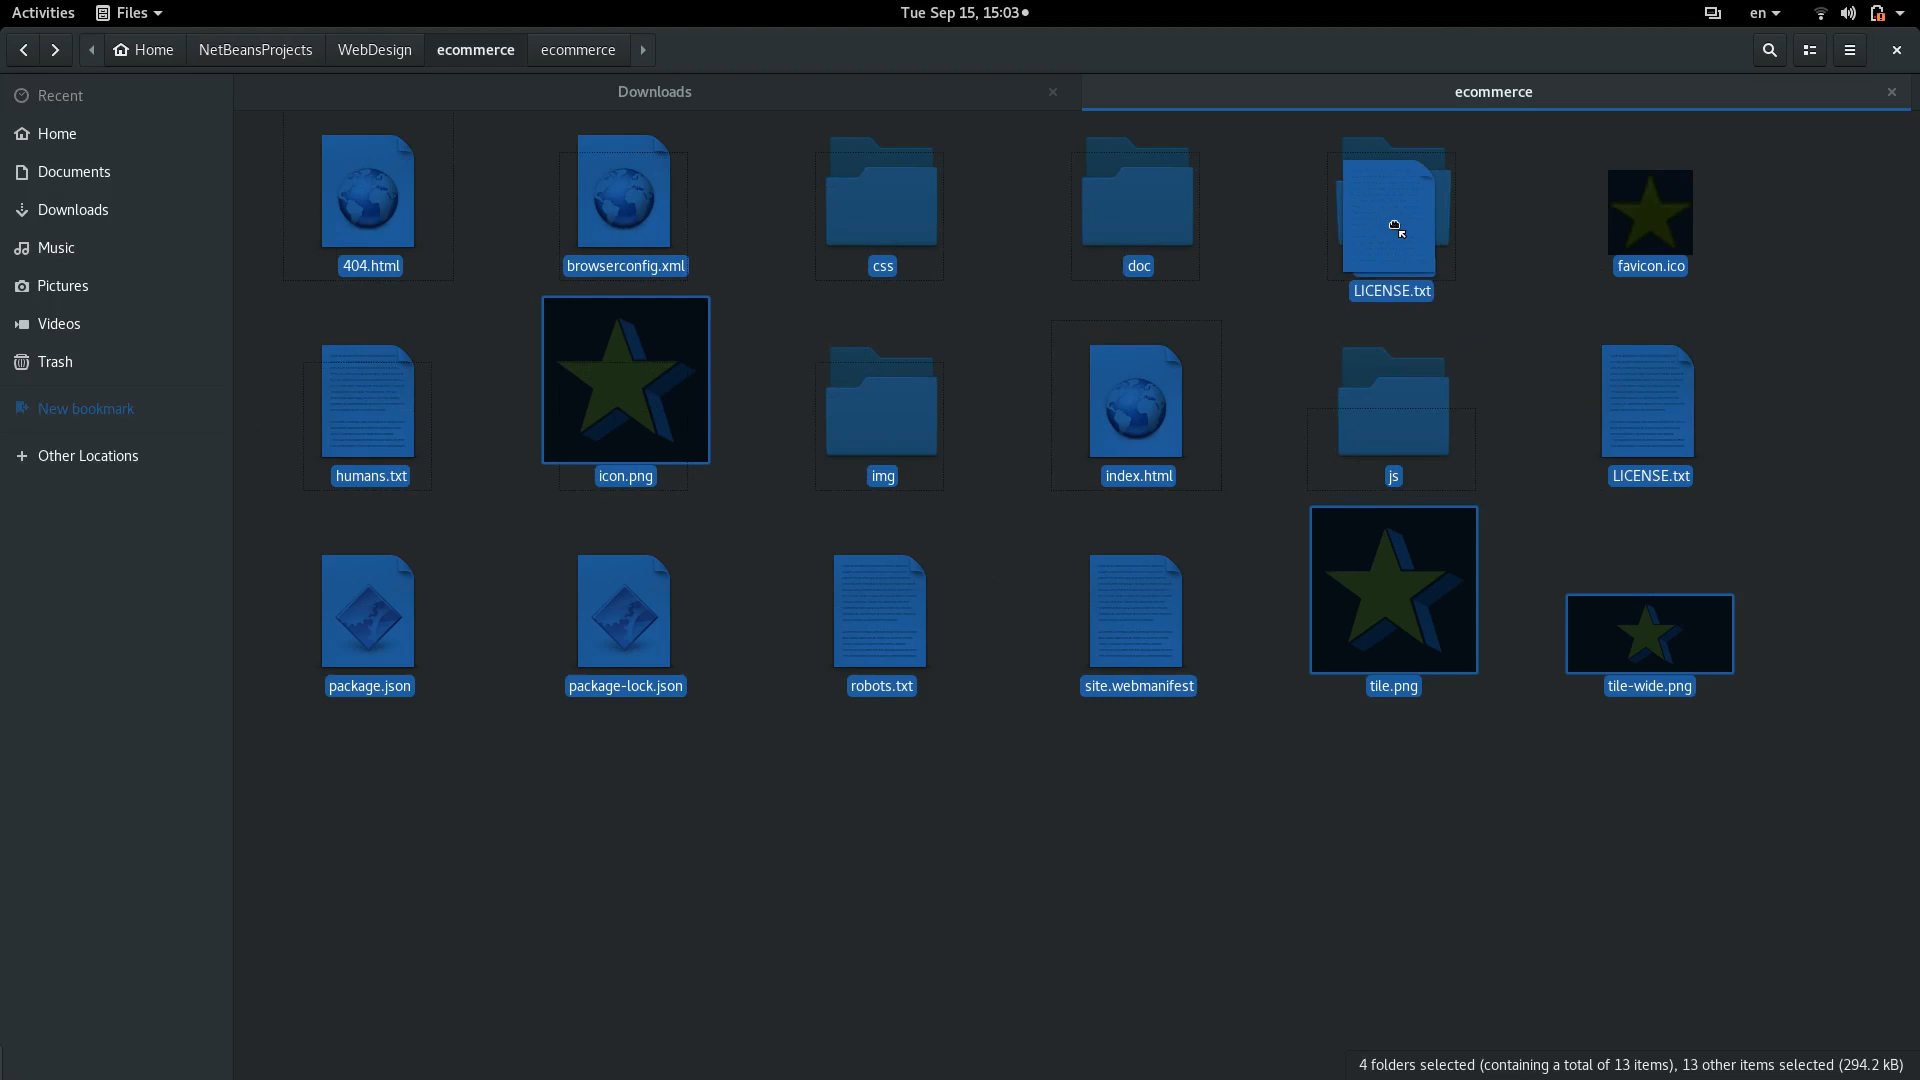 Activities Files Tue Sep 15, 15:03 en
Home NetBeansProjects WebDesign ecommerce ecommerce
Recent
Home
Documents
Downloads
Music
Pictures
Videos
Trash
New bookmark
Other Locations
Downloads ecommerce
404.html browserconfig.xml css doc LICENSE.txt favicon.ico
humans.txt icon.png img index.html js LICENSE.txt
package.json package-lock.json robots.txt site.webmanifest tile.png tile-wide.png
4 folders selected (containing a total of 13 items), 13 other items selected (294.2 kB)